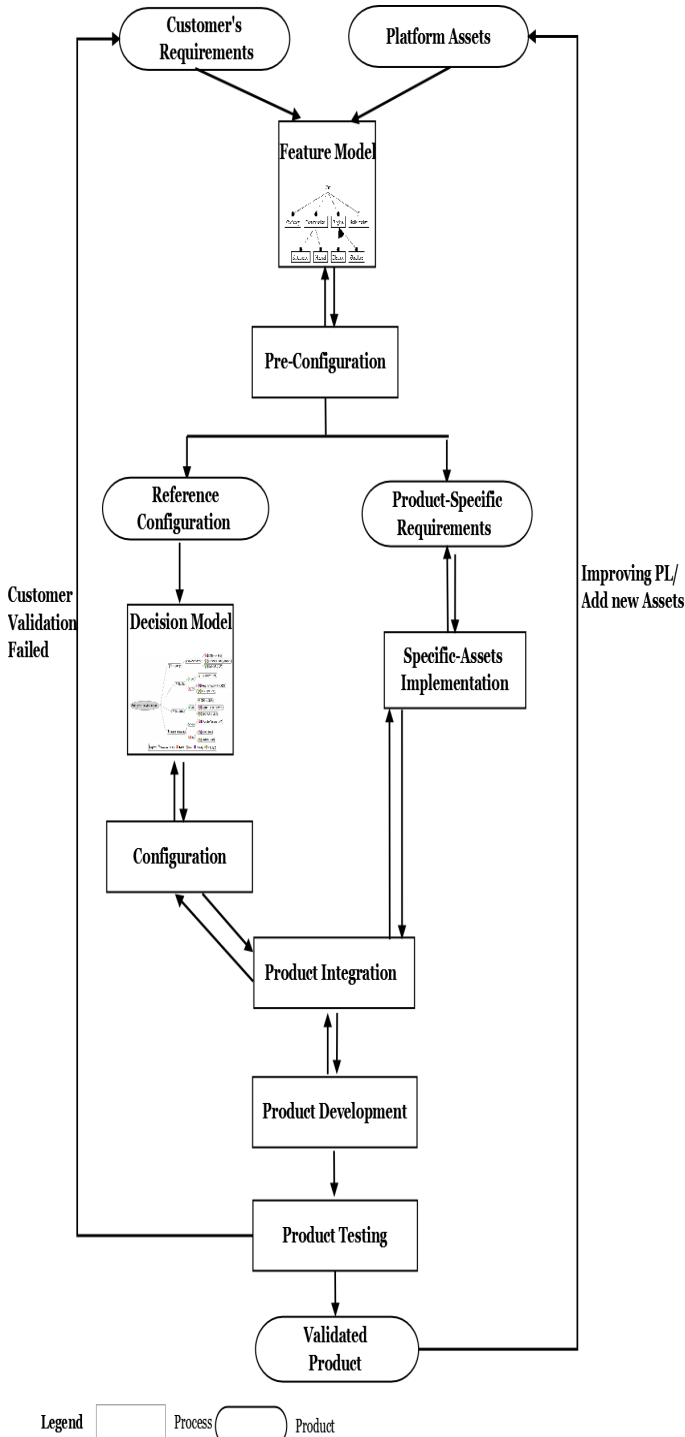 Customer's
Requirements
Platform Assets
Feature Model
Pre-Configuration
Reference
Configuration
Product-Specific
Requirements
Customer
Validation
Failed
Improving PL/
Add new Assets
Decision Model
Specific-Assets
Implementation
Configuration
Product Integration
Product Development
Product Testing
Validated
Product
Legend
Process
Product